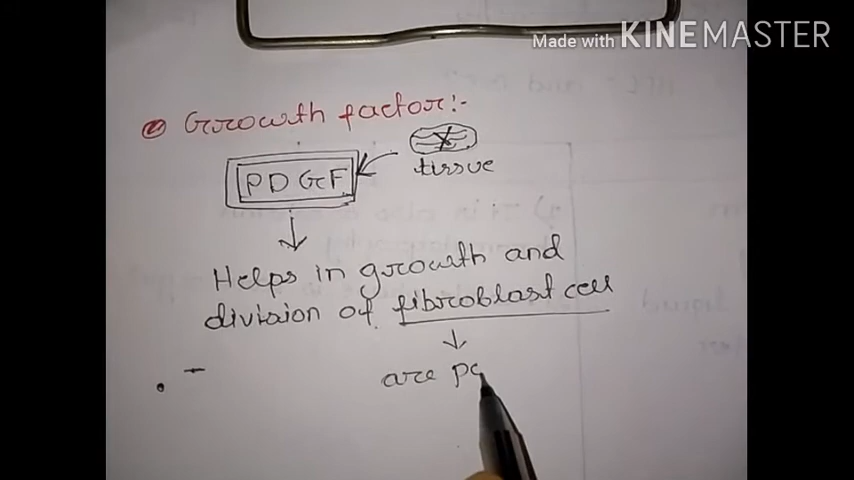 Made with KINEMASTER
Growth factor:-
PDGF
tissue
Helps in growth and
division of fibroblast cell
are pa